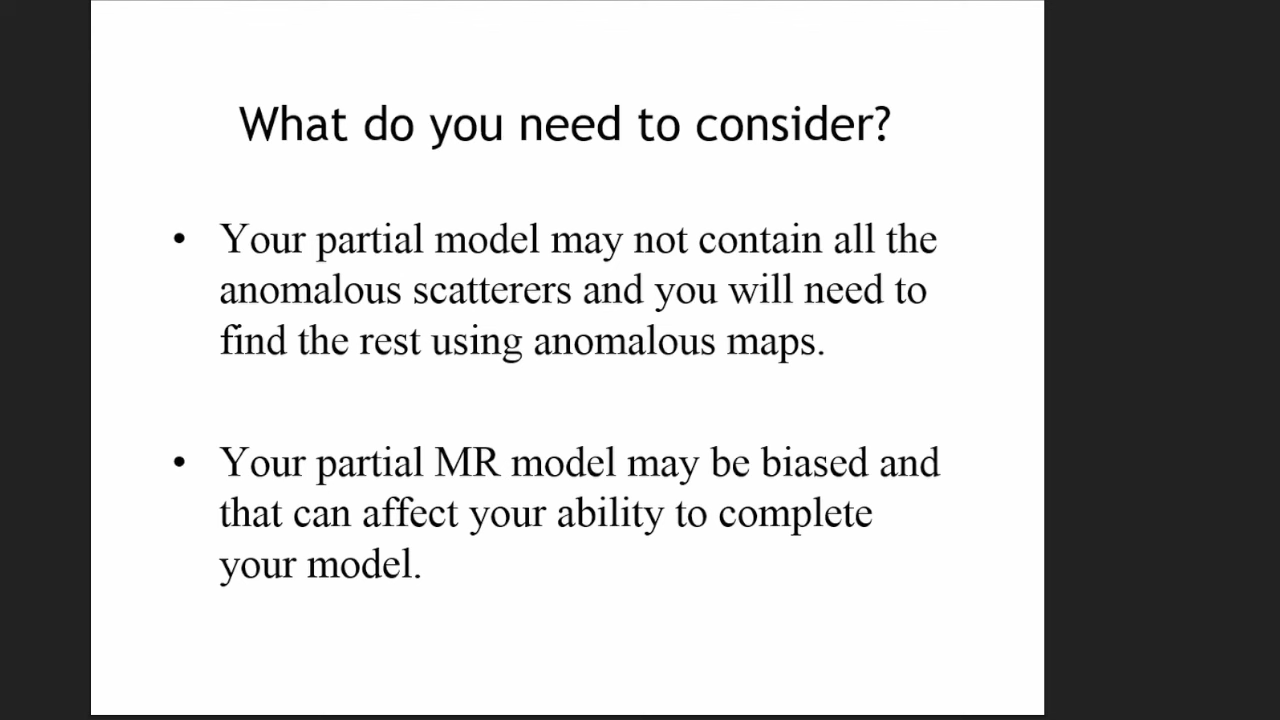 What do you need to consider?
• Your partial model may not contain all the
anomalous scatterers and you will need to
find the rest using anomalous maps.
• Your partial MR model may be biased and
that can affect your ability to complete
your model.